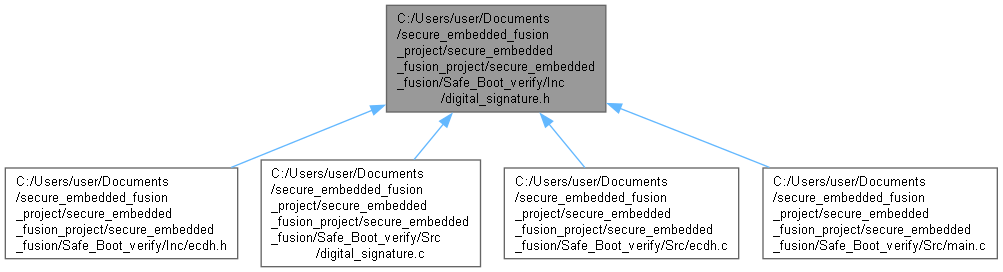 C:/Users/user/Documents
/secure_embedded_fusion
_project/secure_embedded
_fusion_project/secure_embedded
_fusion/Safe_Boot_verify/Inc
/digital_signature.h
C:/Users/user/Documents
/secure_embedded_fusion
_project/secure_embedded
_fusion_project/secure_embedded
_fusion/Safe_Boot_verify/Inc/ecdh.h
C:/Users/user/Documents
/secure_embedded_fusion
_project/secure_embedded
_fusion_project/secure_embedded
_fusion/Safe_Boot_verify/Src
/digital_signature.c
C:/Users/user/Documents
/secure_embedded_fusion
_project/secure_embedded
_fusion_project/secure_embedded
_fusion/Safe_Boot_verify/Src/ecdh.c
C:/Users/user/Documents
/secure_embedded_fusion
_project/secure_embedded
_fusion_project/secure_embedded
_fusion/Safe_Boot_verify/Src/main.c